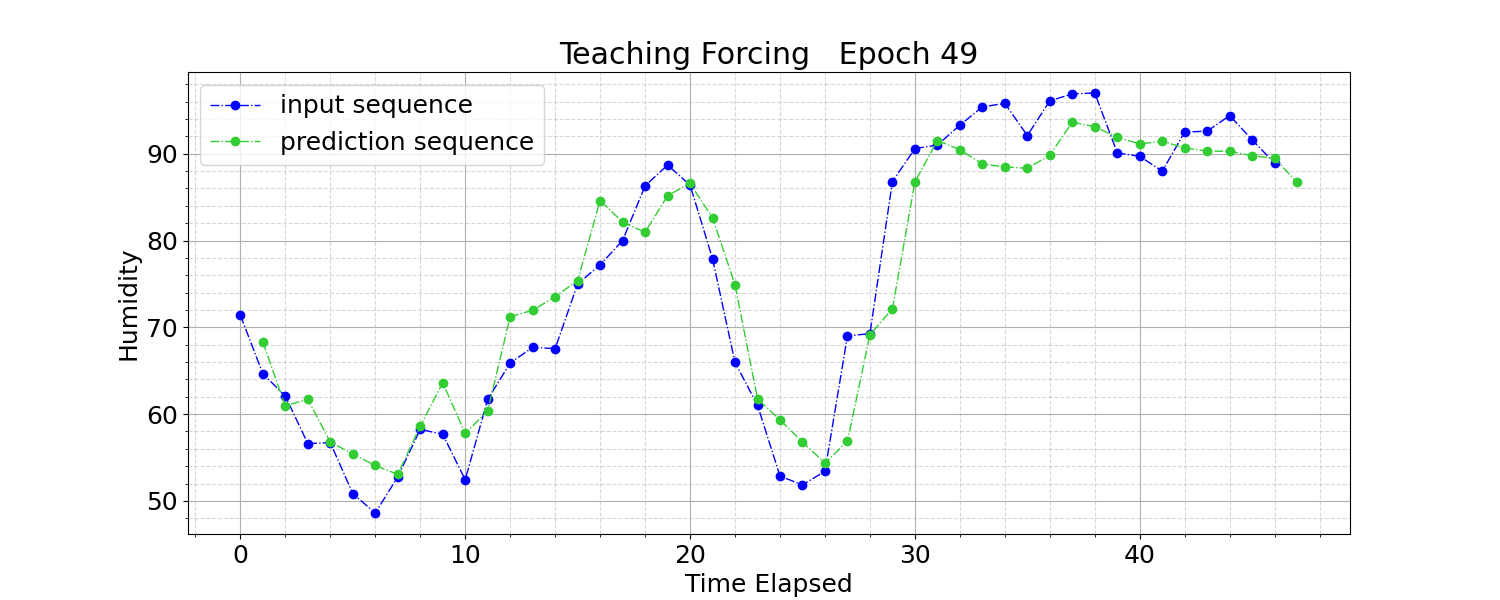 Teaching Forcing   Epoch 49
input sequence
prediction sequence
90
80
70
60
50
Humidity
0 10 20 30 40
Time Elapsed